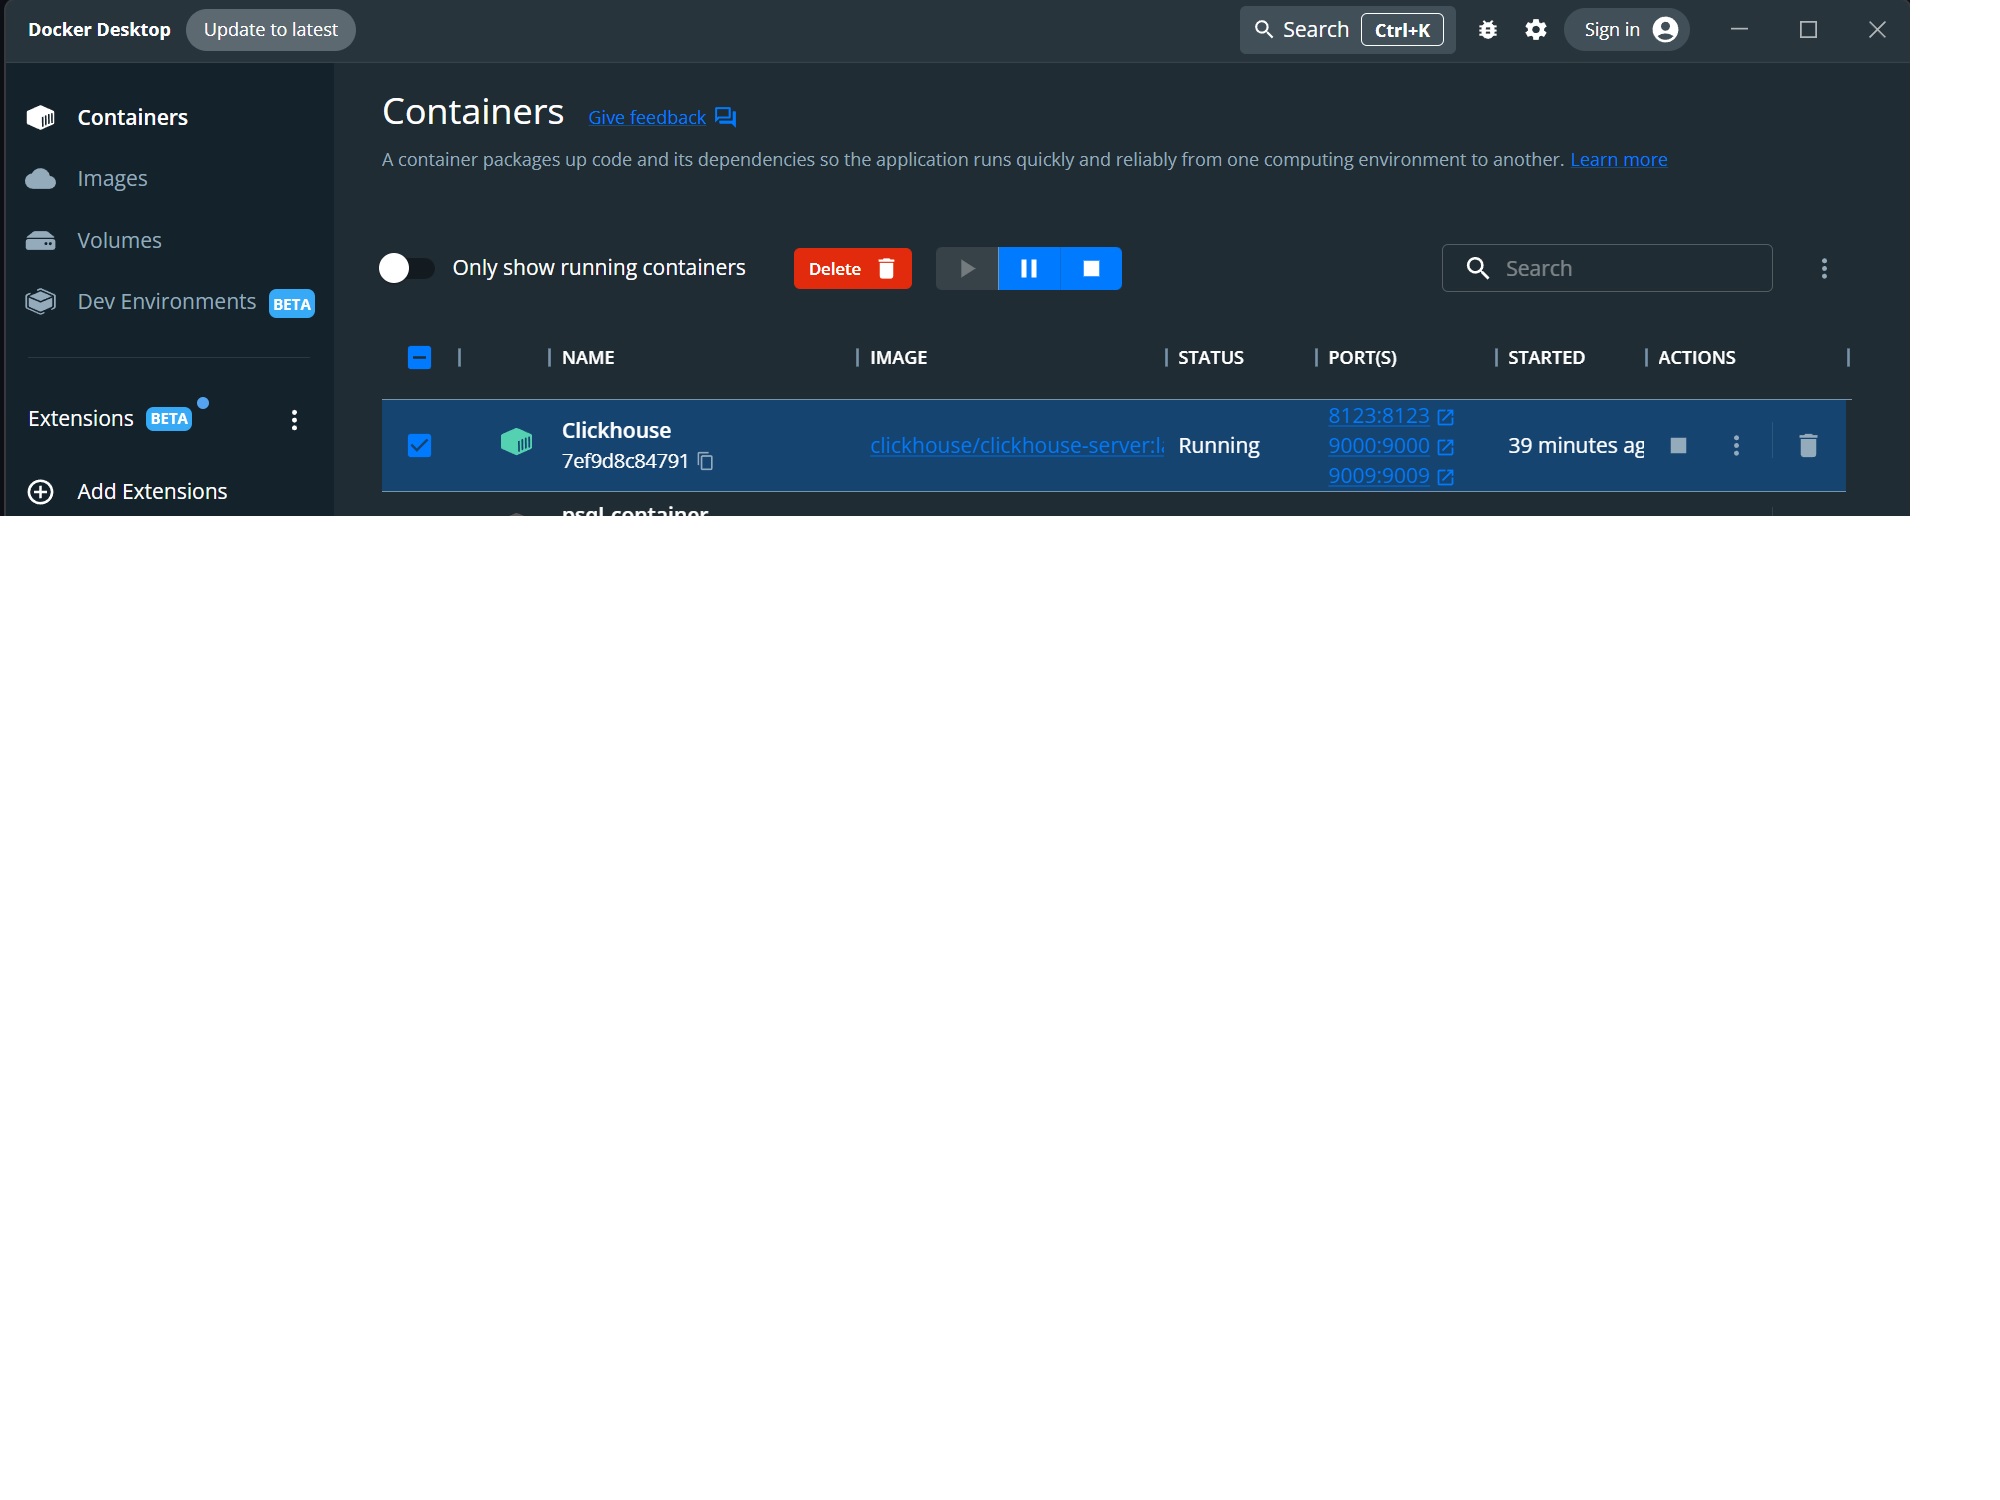 Docker Desktop Update to latest Search Ctrl+K Sign in
Containers
Images
Volumes
Dev Environments BETA
Extensions BETA
Add Extensions
Containers Give feedback
A container packages up code and its dependencies so the application runs quickly and reliably from one computing environment to another. Learn more
Only show running containers Delete Search
NAME IMAGE STATUS PORT(S) STARTED ACTIONS
Clickhouse
7ef9d8c84791
clickhouse/clickhouse-server:la
Running
8123:8123
9000:9000
9009:9009
39 minutes ag
psql-container